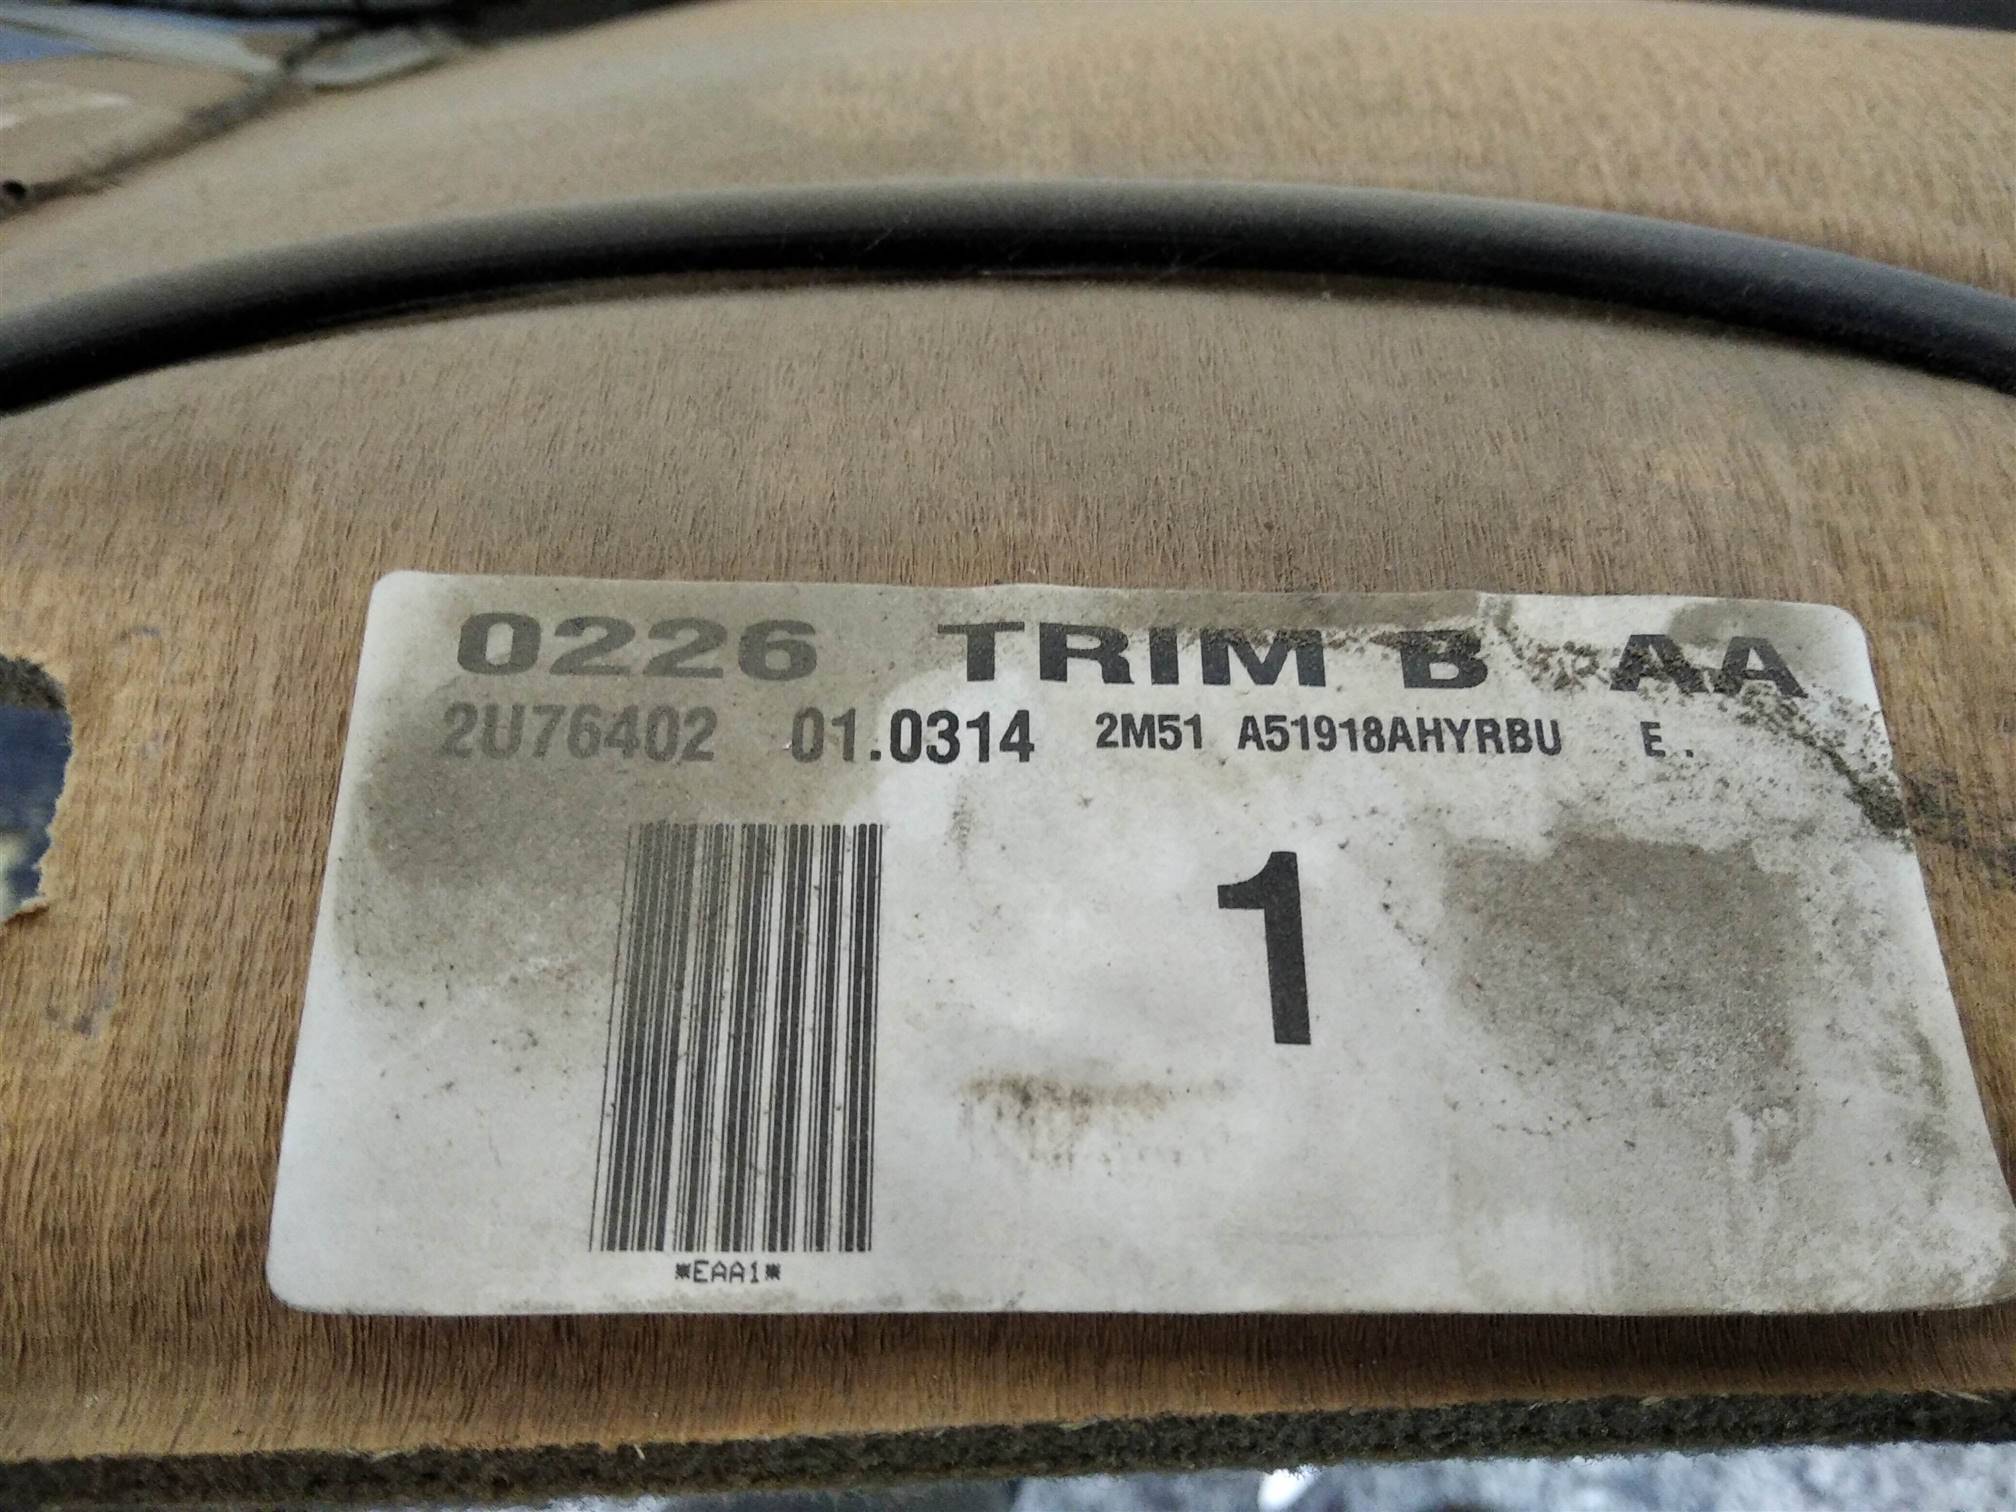 0226 TRIM B AA
2U76402 01.0314 2M51 A51918AHYRBU E.
1
*EAA1*